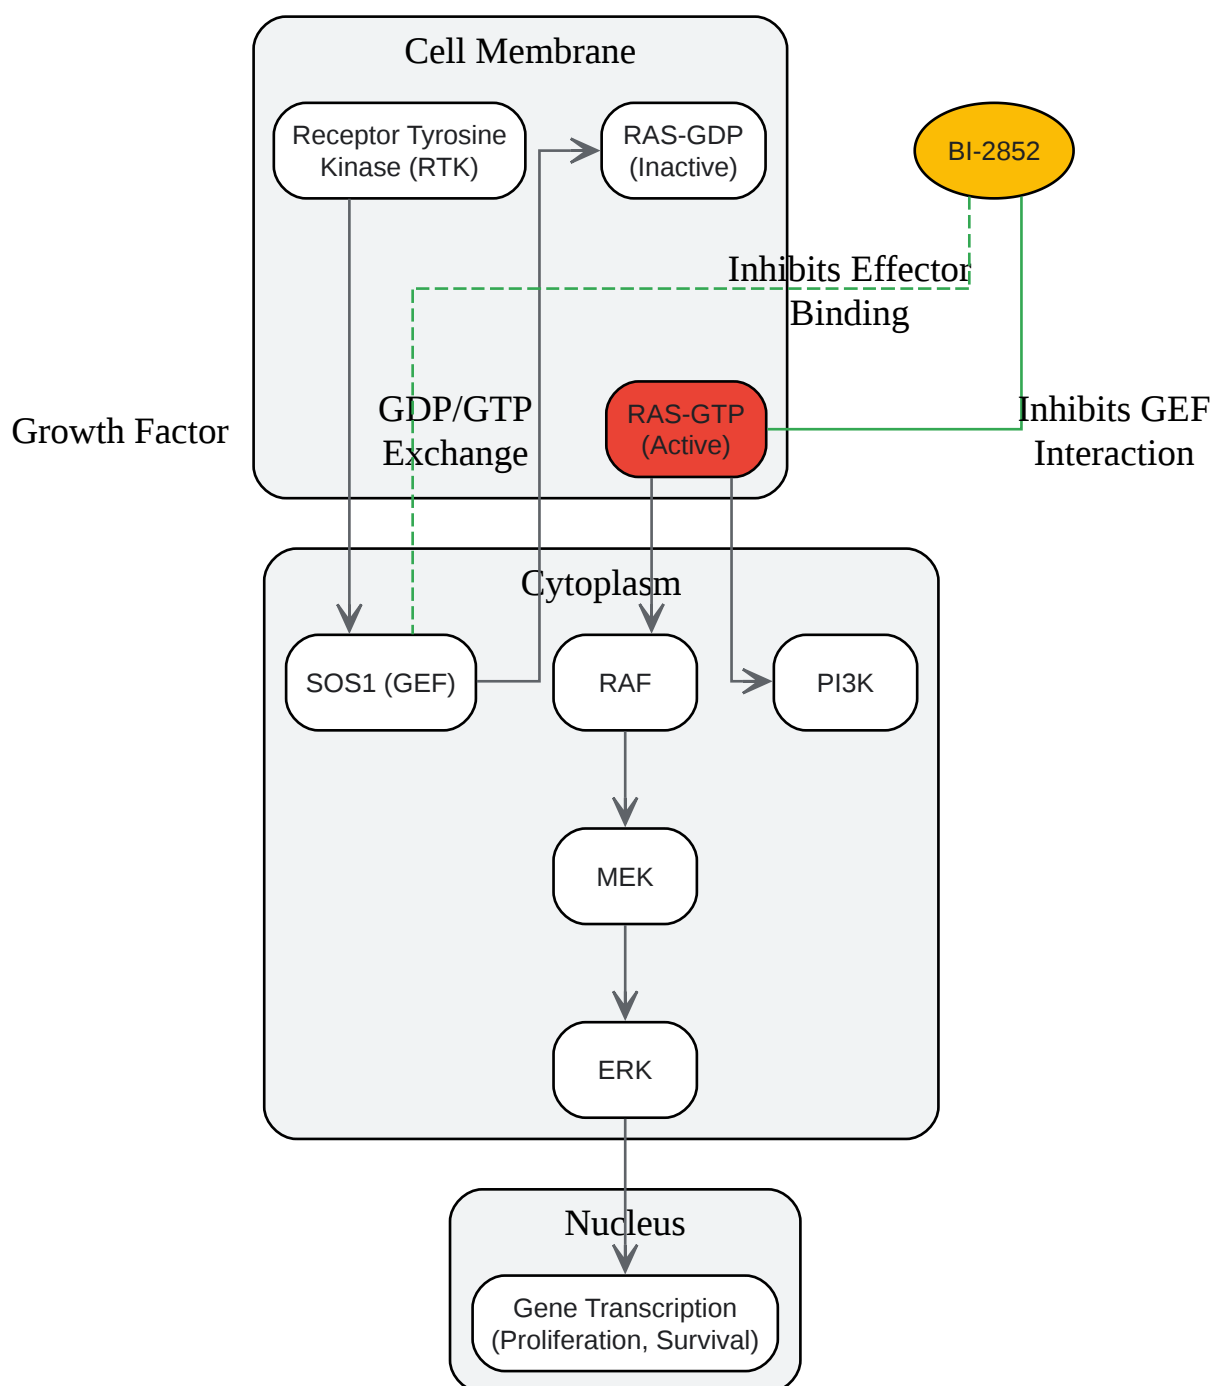 Cell Membrane
Receptor Tyrosine
Kinase (RTK)
RAS-GDP
(Inactive)
BI-2852
Inhibits Effector
Binding
Growth Factor
GDP/GTP
Exchange
RAS-GTP
(Active)
Inhibits GEF
Interaction
Cytoplasm
SOS1 (GEF)
RAF
PI3K
MEK
ERK
Nucleus
Gene Transcription
(Proliferation, Survival)